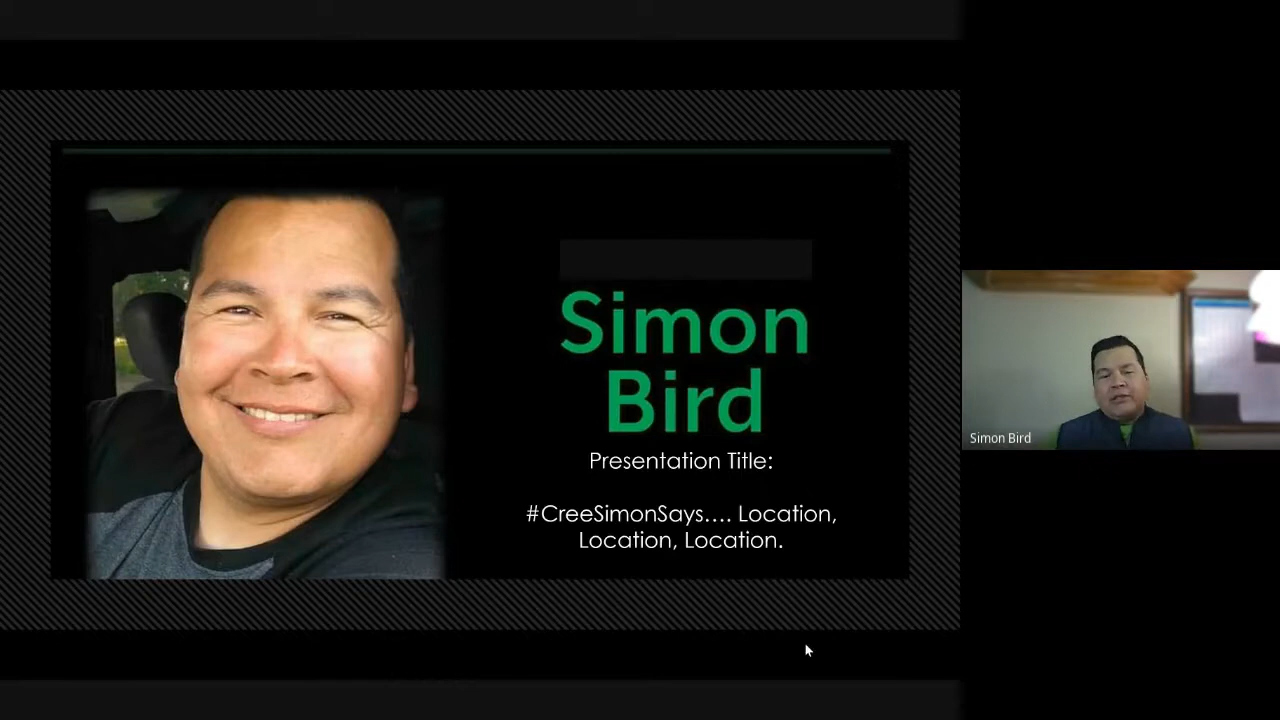 Simon
Bird
Presentation Title:
#CreeSimonSays.... Location,
Location, Location.
Simon Bird